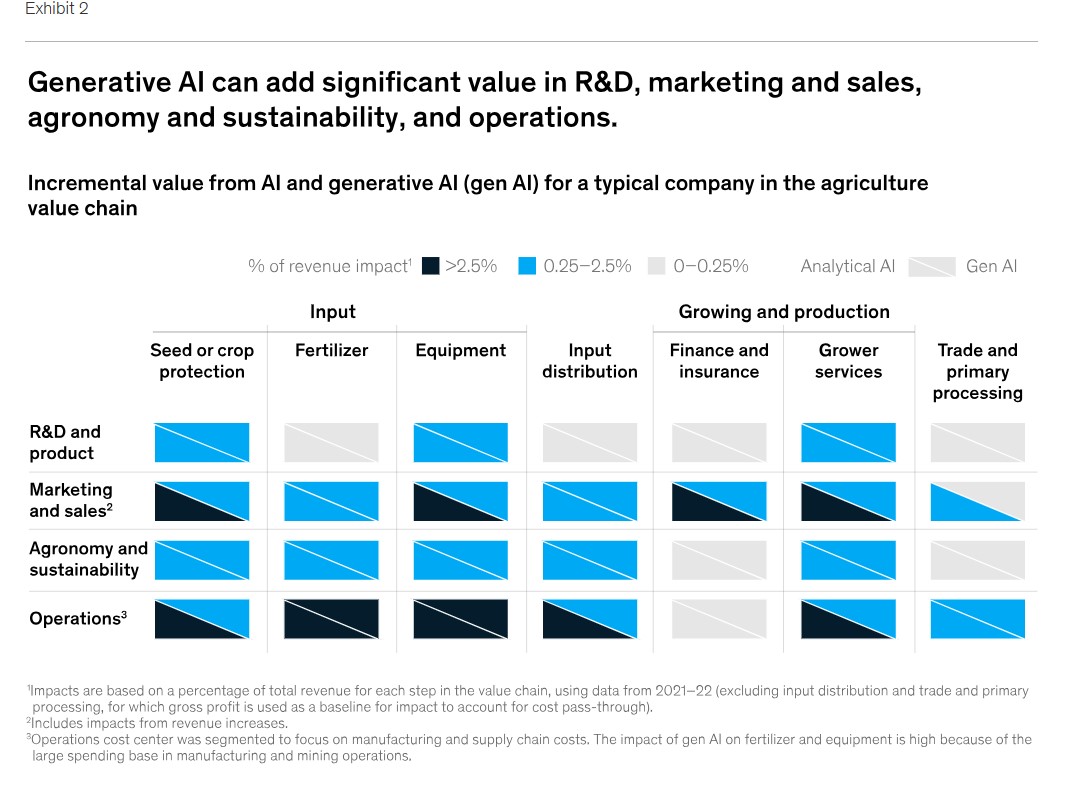 Exhibit 2
Generative AI can add significant value in R&D, marketing and sales,
agronomy and sustainability, and operations.
Incremental value from AI and generative AI (gen AI) for a typical company in the agriculture
value chain
% of revenue impact¹ >2.5% 0.25–2.5% 0–0.25% Analytical AI Gen AI
Input Growing and production
Seed or crop Fertilizer Equipment Input Finance and Grower Trade and
protection distribution insurance services primary
processing
R&D and
product
Marketing
and sales²
Agronomy and
sustainability
Operations³
¹Impacts are based on a percentage of total revenue for each step in the value chain, using data from 2021–22 (excluding input distribution and trade and primary
processing, for which gross profit is used as a baseline for impact to account for cost pass-through).
²Includes impacts from revenue increases.
³Operations cost center was segmented to focus on manufacturing and supply chain costs. The impact of gen AI on fertilizer and equipment is high because of the
large spending base in manufacturing and mining operations.